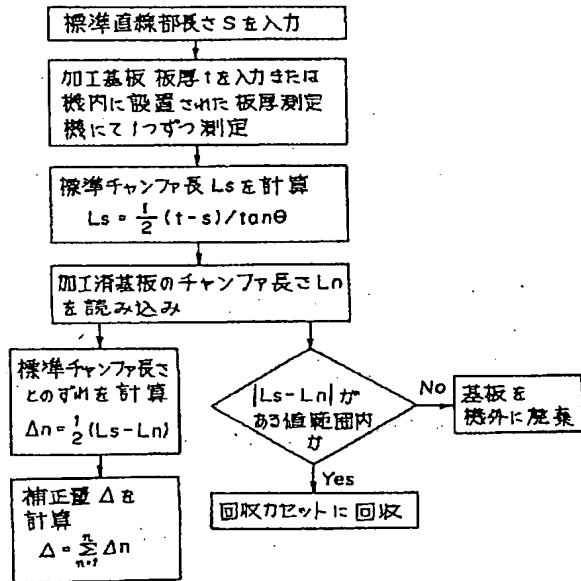 標準直線部長さSを入力
加工基板 板厚tを入力または
機内に設置された板厚測定
機にて1つずつ測定
標準チャンファ長Lsを計算
Ls = 1/2 (t-s)/tanθ
加工済基板のチャンファ長さLn
を読み込み
標準チャンファ長さ
とのずれを計算
Δn = 1/2 (Ls-Ln)
補正量 Δを
計算
Δ = Σ[n=1→n] Δn
|Ls-Ln|が
ある値範囲内
か
No
基板を
機外に廃棄
Yes
回収カセットに回収